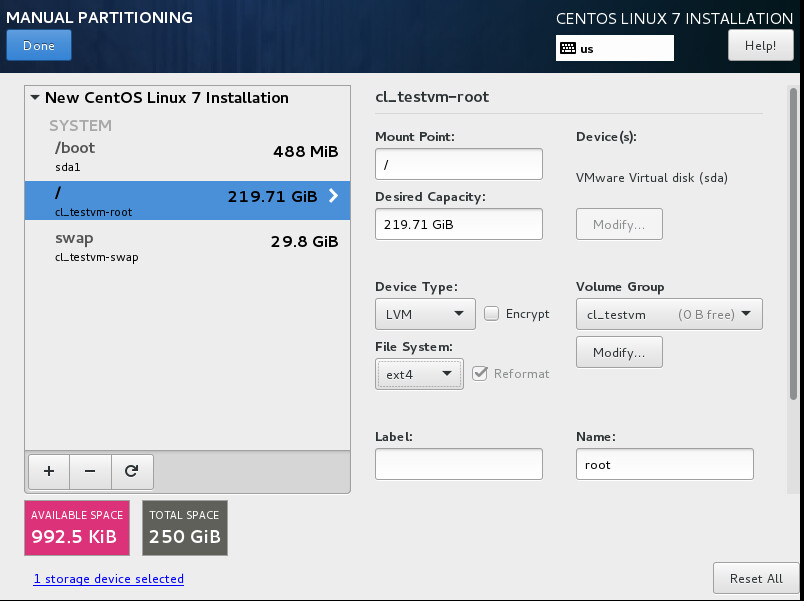 MANUAL PARTITIONING
CENTOS LINUX 7 INSTALLATION
Done
us
Help!
New CentOS Linux 7 Installation
SYSTEM
/boot
488 MiB
sda1
/
219.71 GiB
cl_testvm-root
swap
29.8 GiB
cl_testvm-swap
+ −
AVAILABLE SPACE
992.5 KiB
TOTAL SPACE
250 GiB
1 storage device selected
cl_testvm-root
Mount Point:
/
Device(s):
VMware Virtual disk (sda)
Desired Capacity:
219.71 GiB
Modify...
Device Type:
LVM
Encrypt
Volume Group
cl_testvm (0 B free)
Modify...
File System:
ext4
Reformat
Label:
Name:
root
Reset All